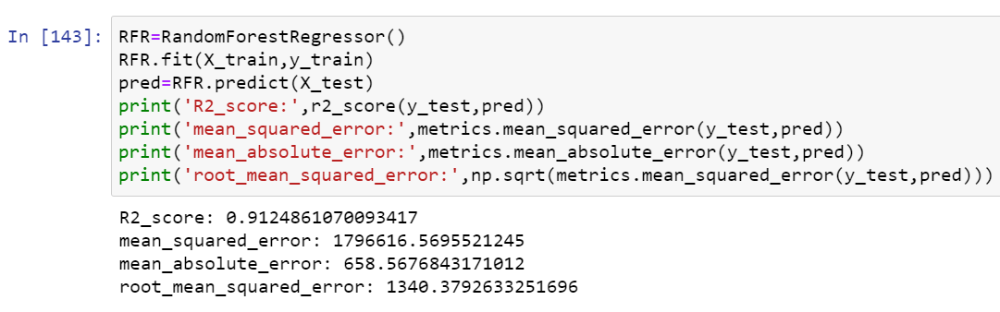 In [143]: RFR=RandomForestRegressor()
RFR.fit(X_train,y_train)
pred=RFR.predict(X_test)
print('R2_score:',r2_score(y_test,pred))
print('mean_squared_error:',metrics.mean_squared_error(y_test,pred))
print('mean_absolute_error:',metrics.mean_absolute_error(y_test,pred))
print('root_mean_squared_error:',np.sqrt(metrics.mean_squared_error(y_test,pred)))
R2_score: 0.9124861070093417
mean_squared_error: 1796616.5695521245
mean_absolute_error: 658.5676843171012
root_mean_squared_error: 1340.3792633251696